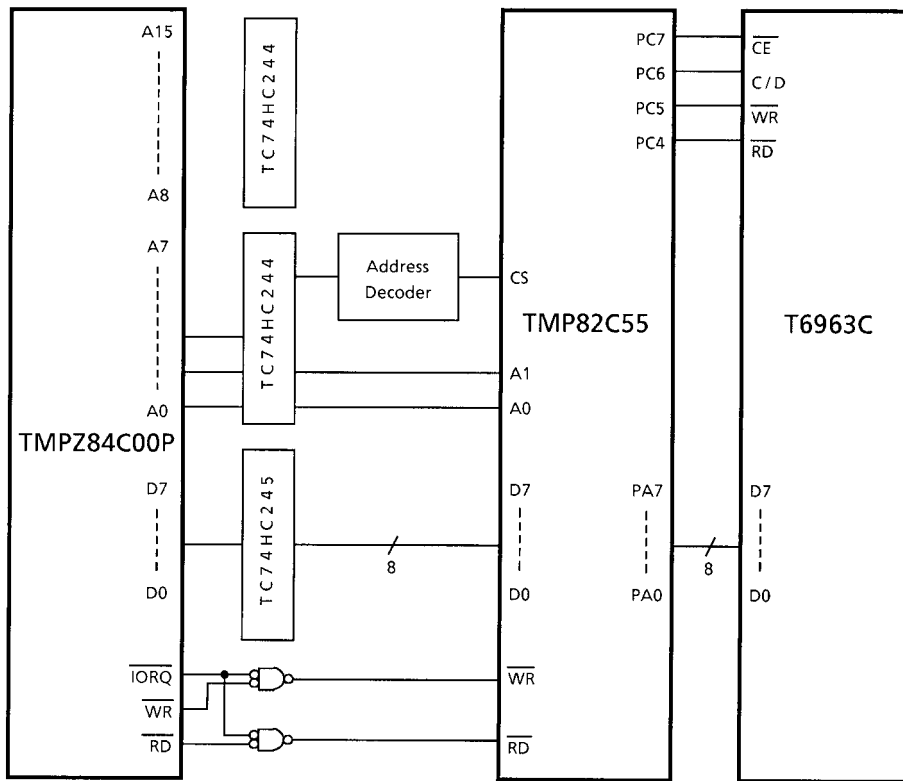 A15
A8
A7
A0
TMPZ84C00P
D7
D0
IORQ
WR
RD
TC74HC244
TC74HC244
TC74HC245
Address
Decoder
8
PC7
PC6
PC5
PC4
CS
TMP82C55
A1
A0
D7
D0
PA7
PA0
WR
RD
8
CE
C/D
WR
RD
T6963C
D7
D0